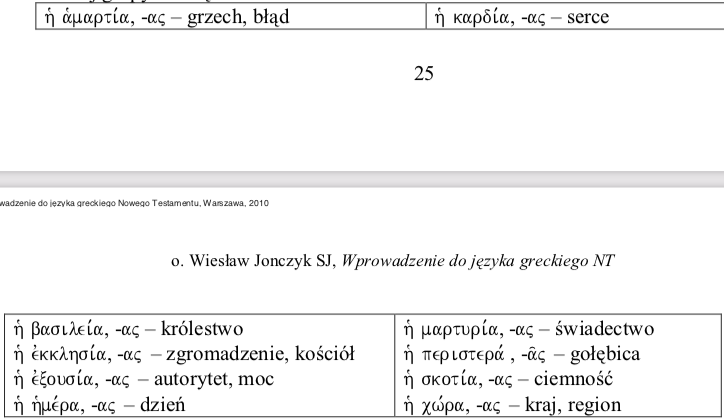 ἡ ἁμαρτία, -ας – grzech, błąd
ἡ καρδία, -ας – serce
25
wadzenie do języka greckiego Nowego Testamentu, Warszawa, 2010
o. Wiesław Jonczyk SJ, Wprowadzenie do języka greckiego NT
ἡ βασιλεία, -ας – królestwo
ἡ ἐκκλησία, -ας – zgromadzenie, kościół
ἡ ἐξουσία, -ας – autorytet, moc
ἡ ἡμέρα, -ας – dzień
ἡ μαρτυρία, -ας – świadectwo
ἡ περιστερά , -ᾶς – gołębica
ἡ σκοτία, -ας – ciemność
ἡ χώρα, -ας – kraj, region